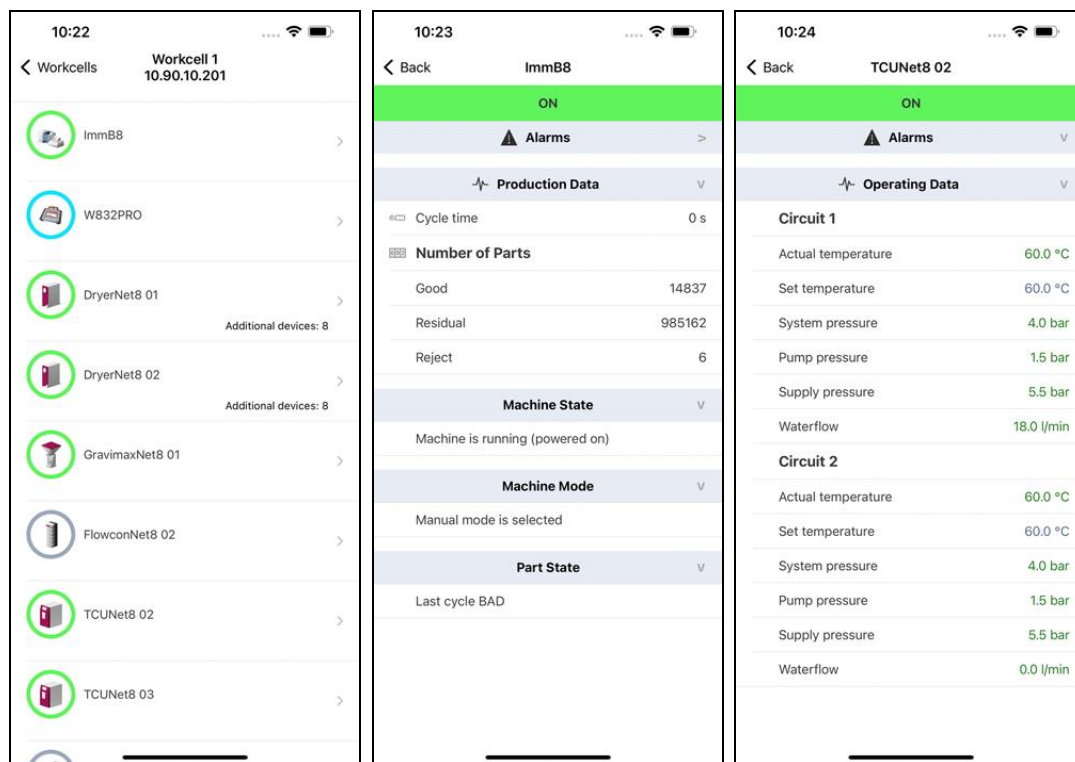 10:22
Workcells
Workcell 1
10.90.10.201
ImmB8
W832PRO
DryerNet8 01
Additional devices: 8
DryerNet8 02
Additional devices: 8
GravimaxNet8 01
FlowconNet8 02
TCUNet8 02
TCUNet8 03
10:23
Back
ImmB8
ON
Alarms
Production Data
Cycle time 0 s
Number of Parts
Good 14837
Residual 985162
Reject 6
Machine State
Machine is running (powered on)
Machine Mode
Manual mode is selected
Part State
Last cycle BAD
10:24
Back
TCUNet8 02
ON
Alarms
Operating Data
Circuit 1
Actual temperature 60.0 °C
Set temperature 60.0 °C
System pressure 4.0 bar
Pump pressure 1.5 bar
Supply pressure 5.5 bar
Waterflow 18.0 l/min
Circuit 2
Actual temperature 60.0 °C
Set temperature 60.0 °C
System pressure 4.0 bar
Pump pressure 1.5 bar
Supply pressure 5.5 bar
Waterflow 0.0 l/min